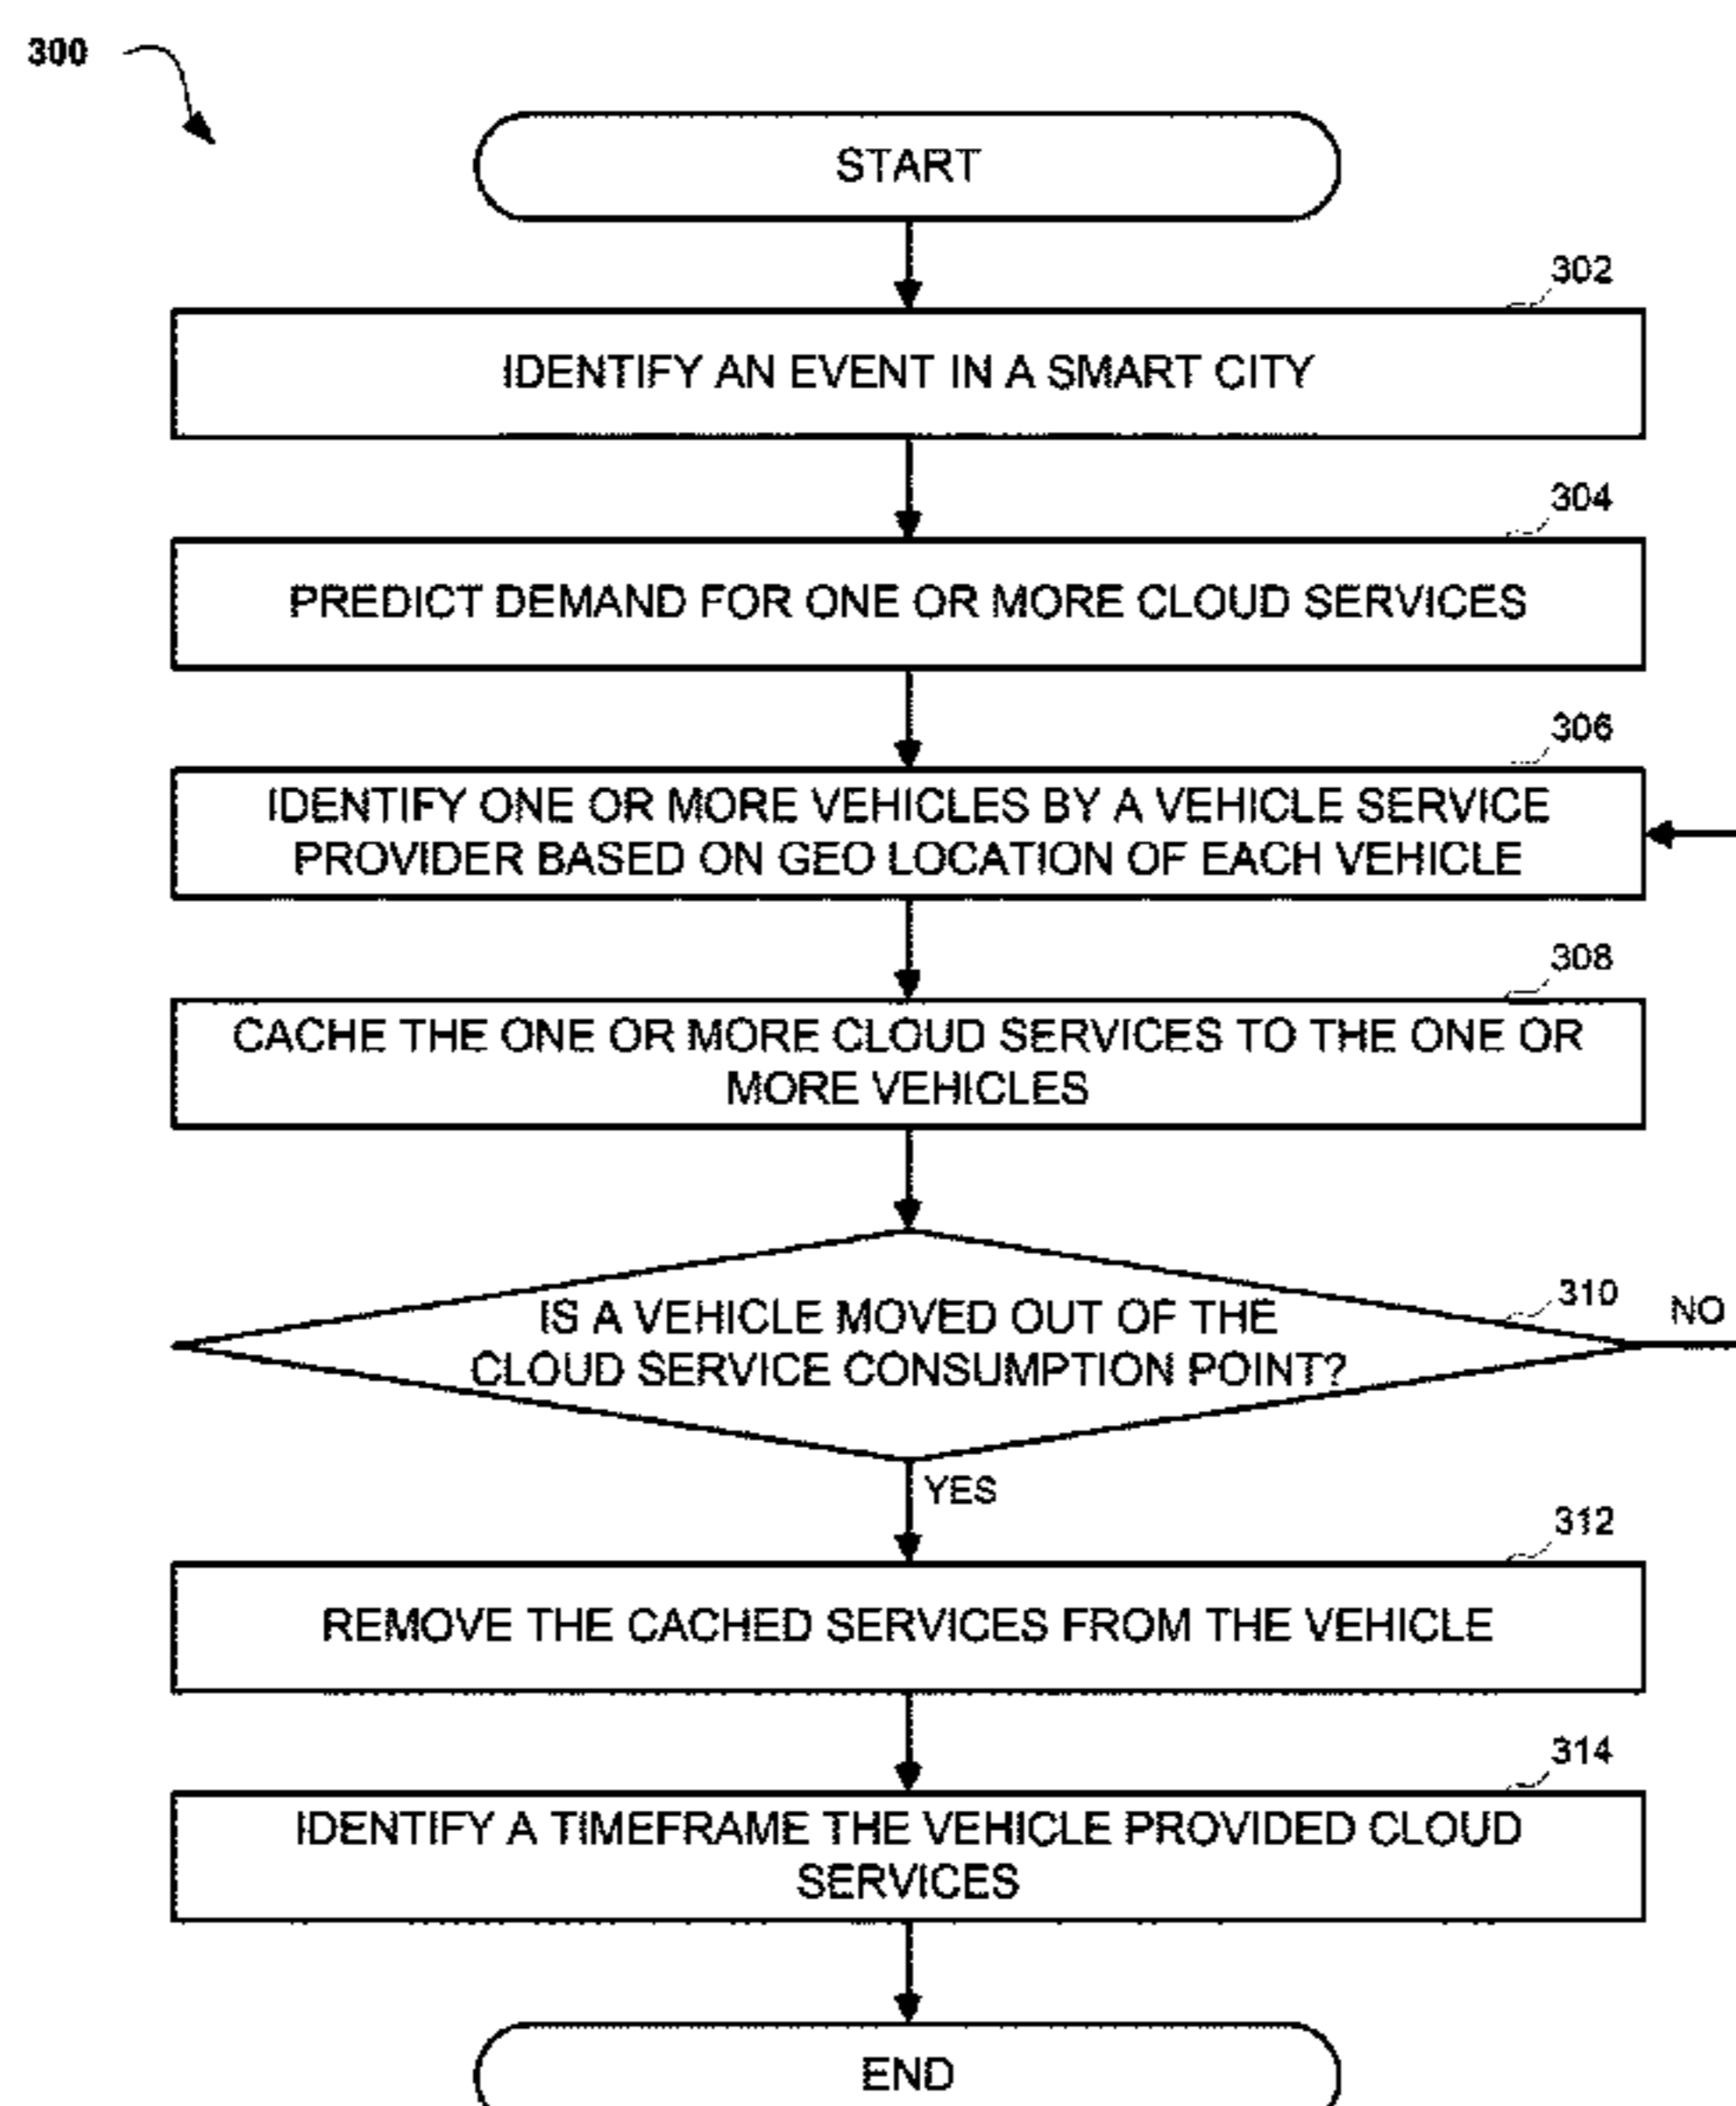 300
START
302
IDENTIFY AN EVENT IN A SMART CITY
304
PREDICT DEMAND FOR ONE OR MORE CLOUD SERVICES
306
IDENTIFY ONE OR MORE VEHICLES BY A VEHICLE SERVICE
PROVIDER BASED ON GEO LOCATION OF EACH VEHICLE
308
CACHE THE ONE OR MORE CLOUD SERVICES TO THE ONE OR
MORE VEHICLES
310
NO
IS A VEHICLE MOVED OUT OF THE
CLOUD SERVICE CONSUMPTION POINT?
YES
312
REMOVE THE CACHED SERVICES FROM THE VEHICLE
314
IDENTIFY A TIMEFRAME THE VEHICLE PROVIDED CLOUD
SERVICES
END